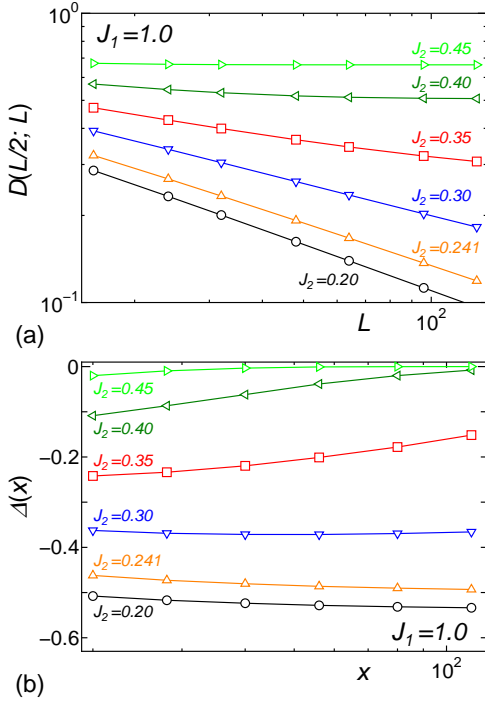 10⁰
J₁=1.0
J₂=0.45
J₂=0.40
J₂=0.35
J₂=0.30
J₂=0.241
J₂=0.20
D(L/2; L)
10⁻¹
L
10²
(a)
0
J₂=0.45
J₂=0.40
−0.2
J₂=0.35
Δ(x)
J₂=0.30
−0.4
J₂=0.241
J₂=0.20
−0.6
J₁=1.0
x
10²
(b)